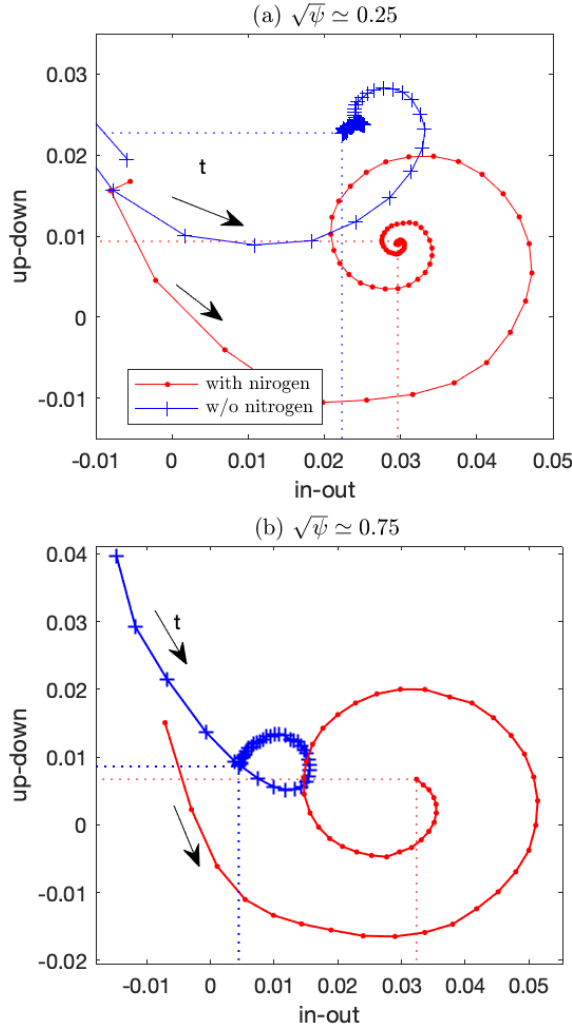 (a) √ψ ≃ 0.25
0.03
0.02
0.01
0
-0.01
up-down
t
with nirogen
w/o nitrogen
-0.01 0 0.01 0.02 0.03 0.04 0.05
in-out
(b) √ψ ≃ 0.75
0.04
0.03
0.02
0.01
0
-0.01
-0.02
up-down
t
-0.01 0 0.01 0.02 0.03 0.04 0.05
in-out